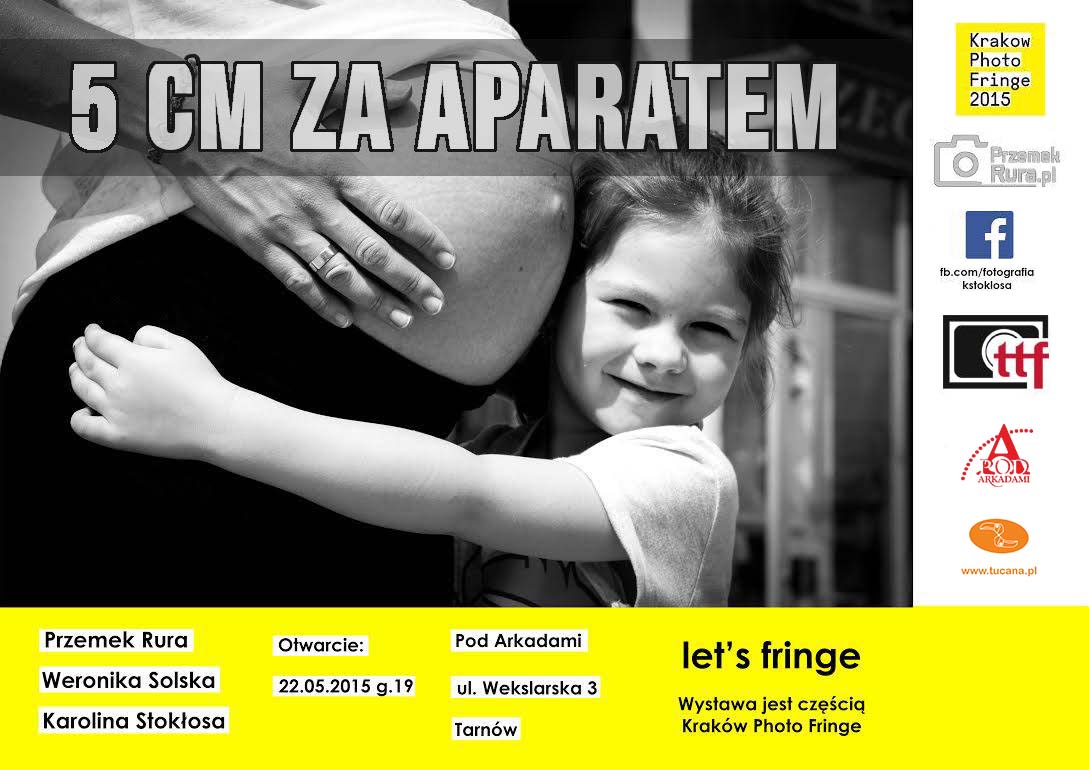 5 CM ZA APARATEM
Krakow
Photo
Fringe
2015
Przemek
Rura.pl
fb.com/fotografia
kstoklosa
ttf
A
POD
ARKADAMI
www.tucana.pl
Przemek Rura
Weronika Solska
Karolina Stokłosa
Otwarcie:
22.05.2015 g.19
Pod Arkadami
ul. Wekslarska 3
Tarnów
let's fringe
Wystawa jest częścią
Kraków Photo Fringe